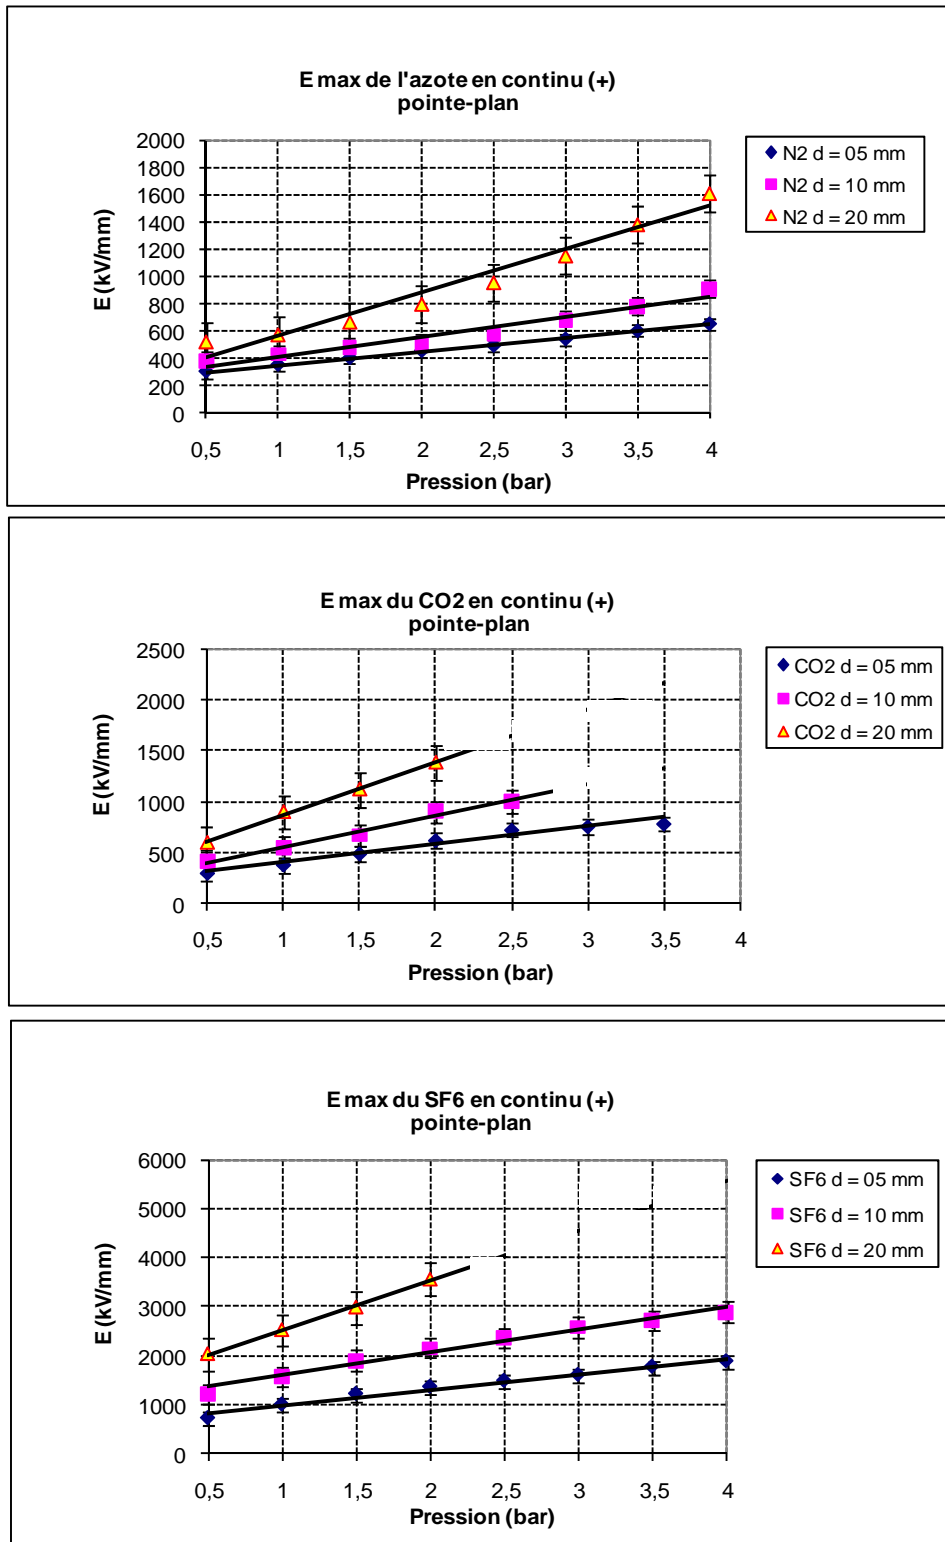 E max de l'azote en continu (+)
pointe-plan
2000
1800
1600
1400
1200
1000
800
600
400
200
0
E (kV/mm)
0,5 1 1,5 2 2,5 3 3,5 4
Pression (bar)
N2 d = 05 mm
N2 d = 10 mm
N2 d = 20 mm
E max du CO2 en continu (+)
pointe-plan
2500
2000
1500
1000
500
0
E (kV/mm)
0,5 1 1,5 2 2,5 3 3,5 4
Pression (bar)
CO2 d = 05 mm
CO2 d = 10 mm
CO2 d = 20 mm
E max du SF6 en continu (+)
pointe-plan
6000
5000
4000
3000
2000
1000
0
E (kV/mm)
0,5 1 1,5 2 2,5 3 3,5 4
Pression (bar)
SF6 d = 05 mm
SF6 d = 10 mm
SF6 d = 20 mm